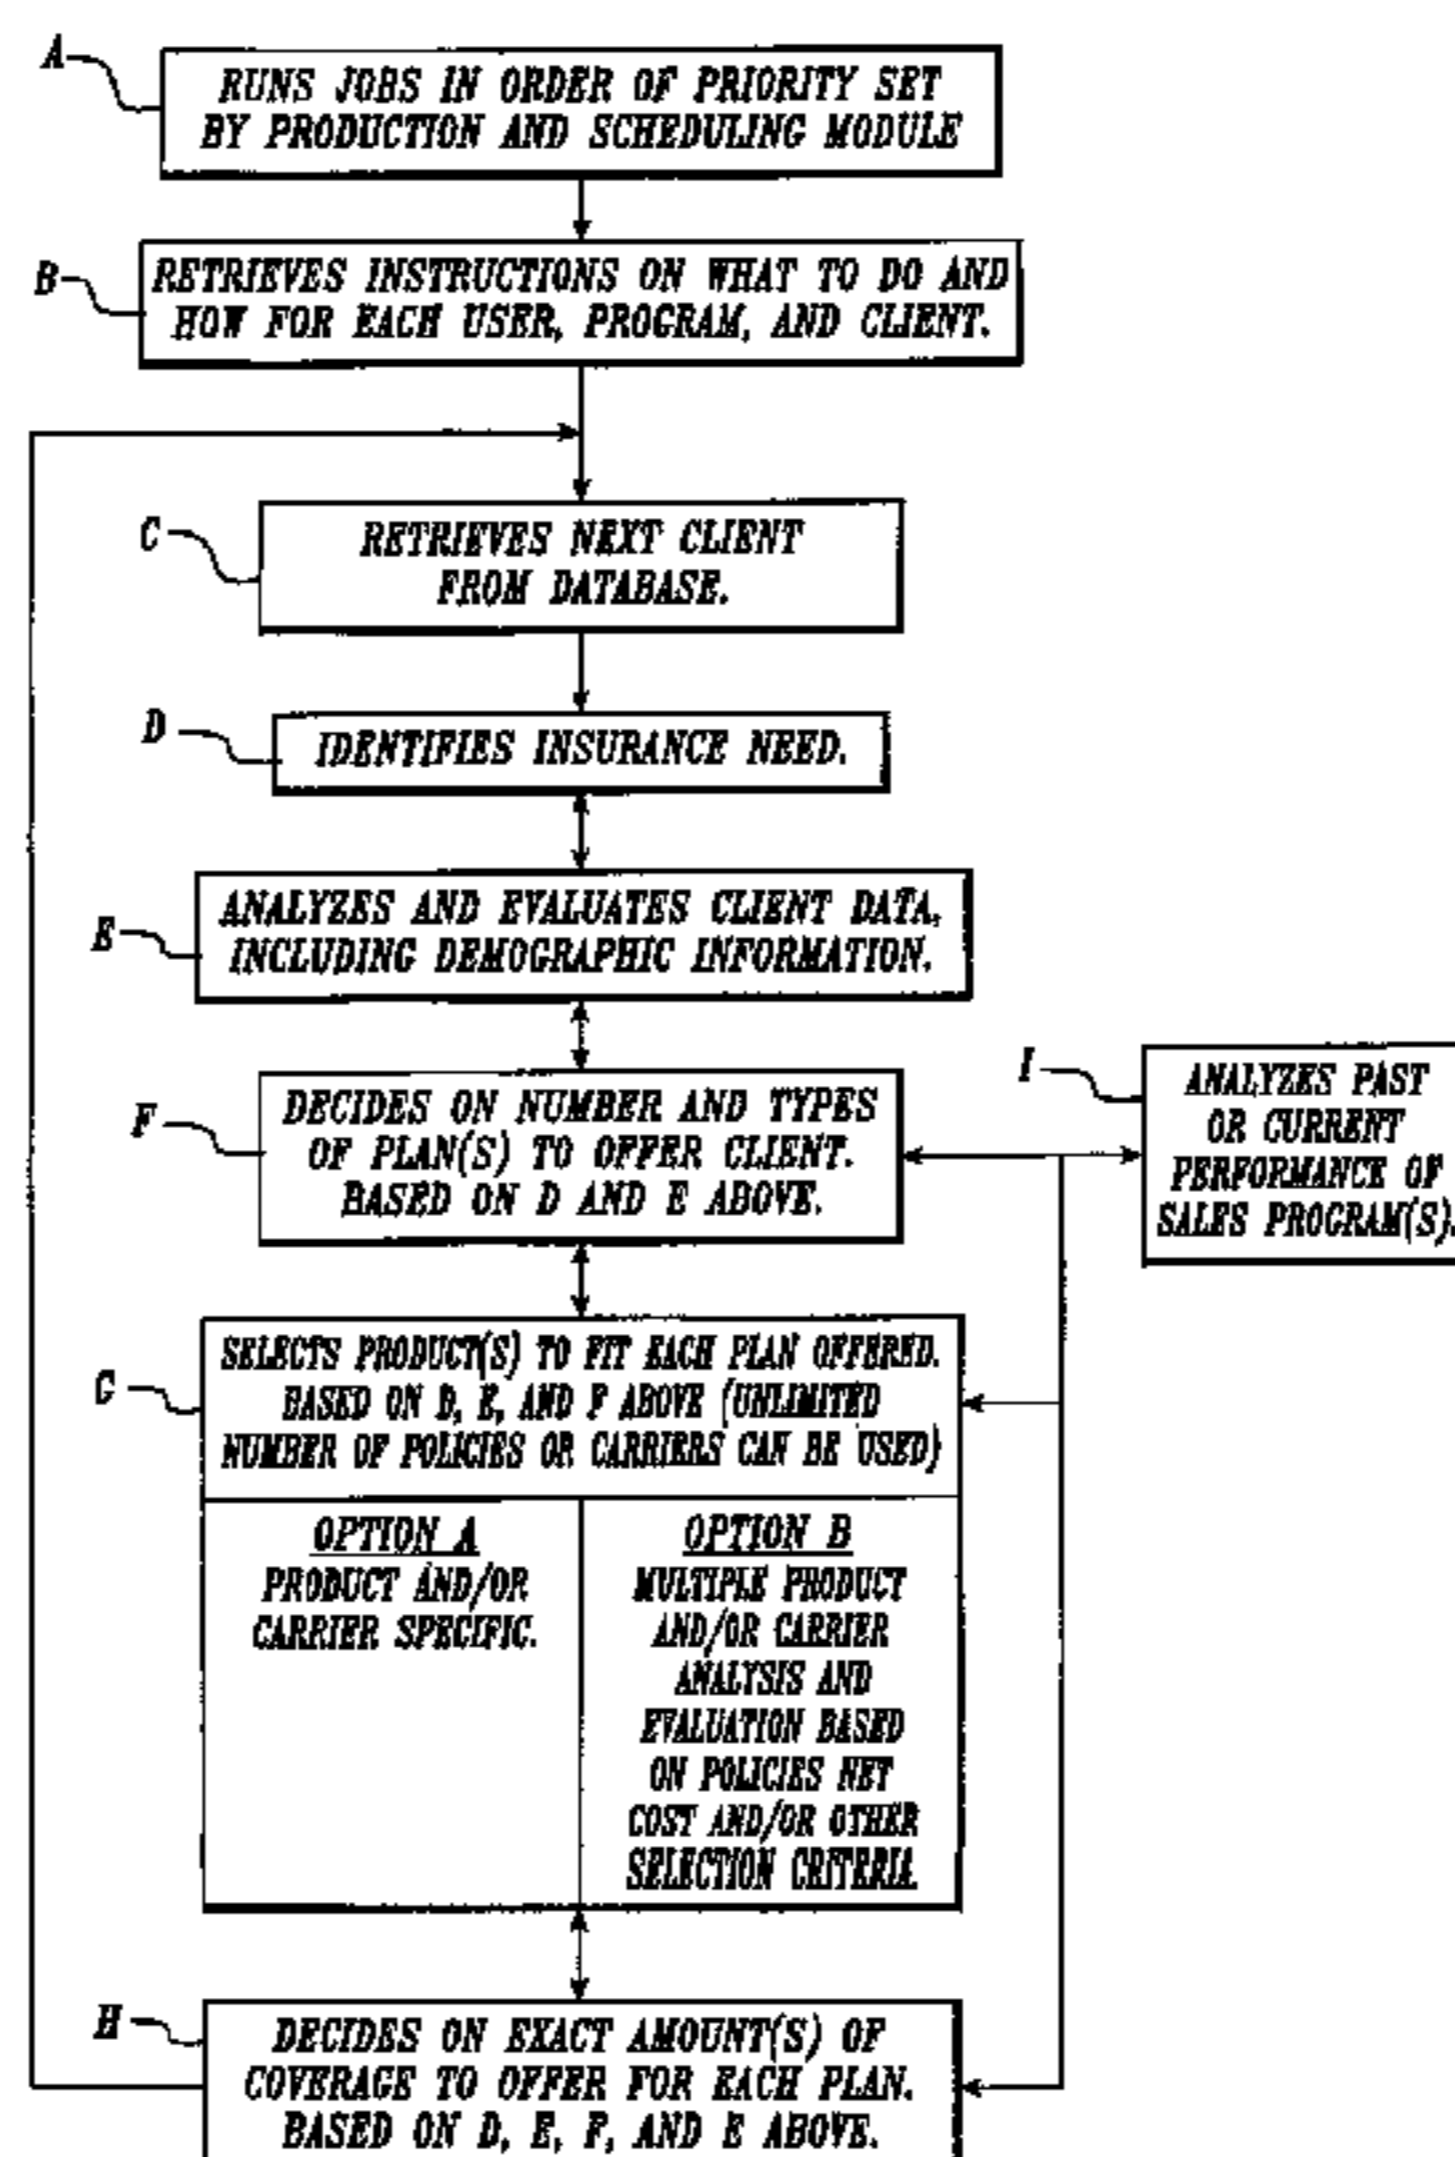 A
RUNS JOBS IN ORDER OF PRIORITY SET
BY PRODUCTION AND SCHEDULING MODULE
B
RETRIEVES INSTRUCTIONS ON WHAT TO DO AND
HOW FOR EACH USER, PROGRAM, AND CLIENT.
C
RETRIEVES NEXT CLIENT
FROM DATABASE.
D
IDENTIFIES INSURANCE NEED.
E
ANALYZES AND EVALUATES CLIENT DATA,
INCLUDING DEMOGRAPHIC INFORMATION.
F
DECIDES ON NUMBER AND TYPES
OF PLAN(S) TO OFFER CLIENT.
BASED ON D AND E ABOVE.
I
ANALYZES PAST
OR CURRENT
PERFORMANCE OF
SALES PROGRAM(S).
G
SELECTS PRODUCT(S) TO FIT EACH PLAN OFFERED.
BASED ON D, E, AND F ABOVE (UNLIMITED
NUMBER OF POLICIES OR CARRIERS CAN BE USED)
OPTION A
PRODUCT AND/OR
CARRIER SPECIFIC.
OPTION B
MULTIPLE PRODUCT
AND/OR CARRIER
ANALYSIS AND
EVALUATION BASED
ON POLICIES NET
COST AND/OR OTHER
SELECTION CRITERIA.
H
DECIDES ON EXACT AMOUNT(S) OF
COVERAGE TO OFFER FOR EACH PLAN.
BASED ON D, E, F, AND E ABOVE.